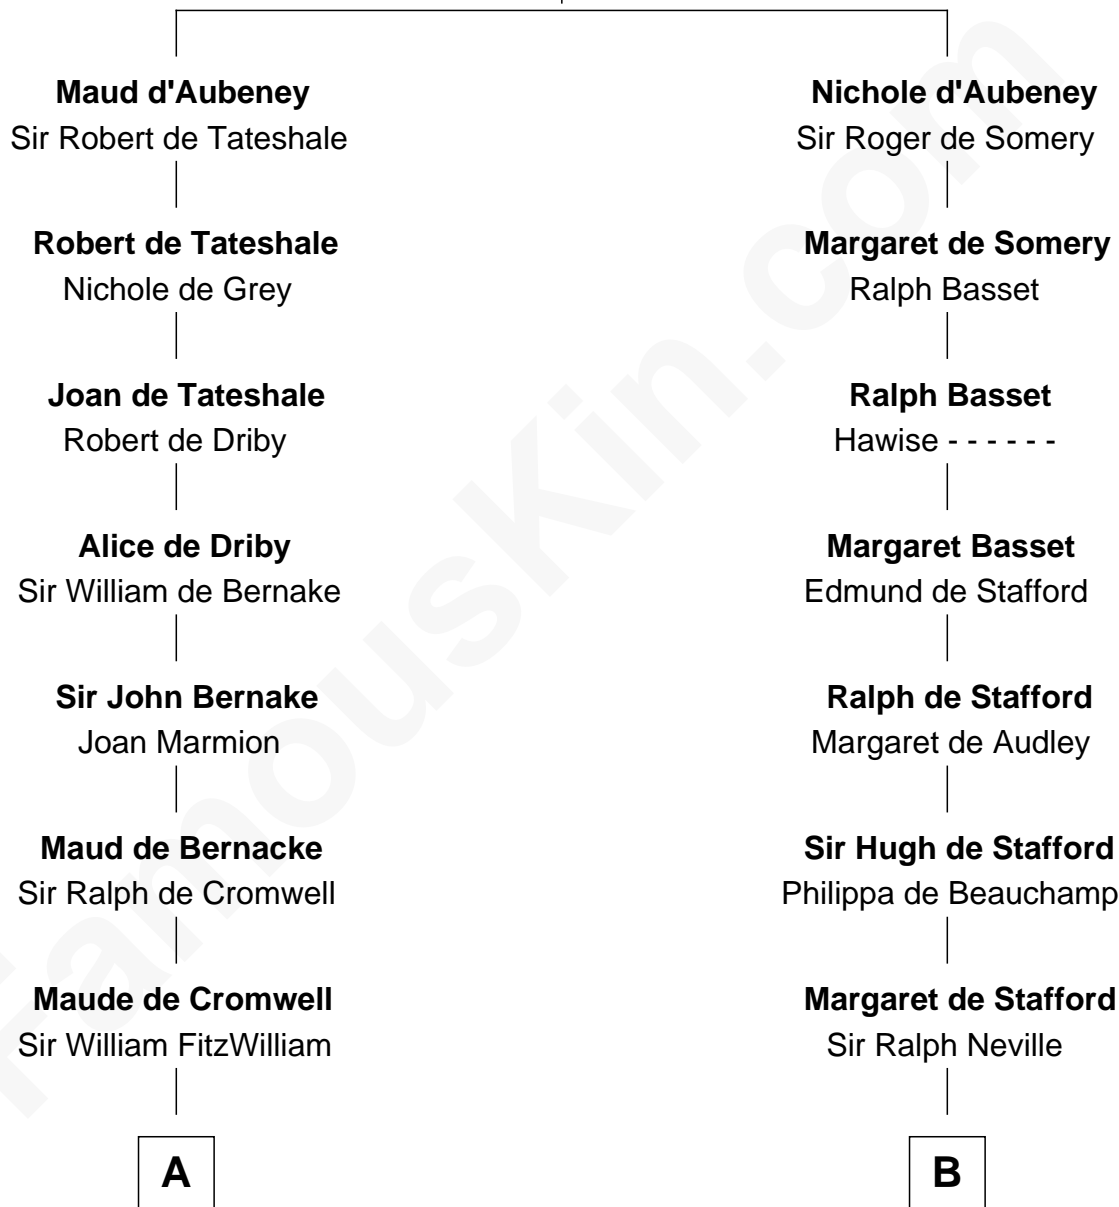 Maud d'Aubeney
Sir Robert de Tateshale
Robert de Tateshale
Nichole de Grey
Joan de Tateshale
Robert de Driby
Alice de Driby
Sir William de Bernake
Sir John Bernake
Joan Marmion
Maud de Bernacke
Sir Ralph de Cromwell
Maude de Cromwell
Sir William FitzWilliam
A
Nichole d'Aubeney
Sir Roger de Somery
Margaret de Somery
Ralph Basset
Ralph Basset
Hawise - - - - - -
Margaret Basset
Edmund de Stafford
Ralph de Stafford
Margaret de Audley
Sir Hugh de Stafford
Philippa de Beauchamp
Margaret de Stafford
Sir Ralph Neville
B
FamousKin.com